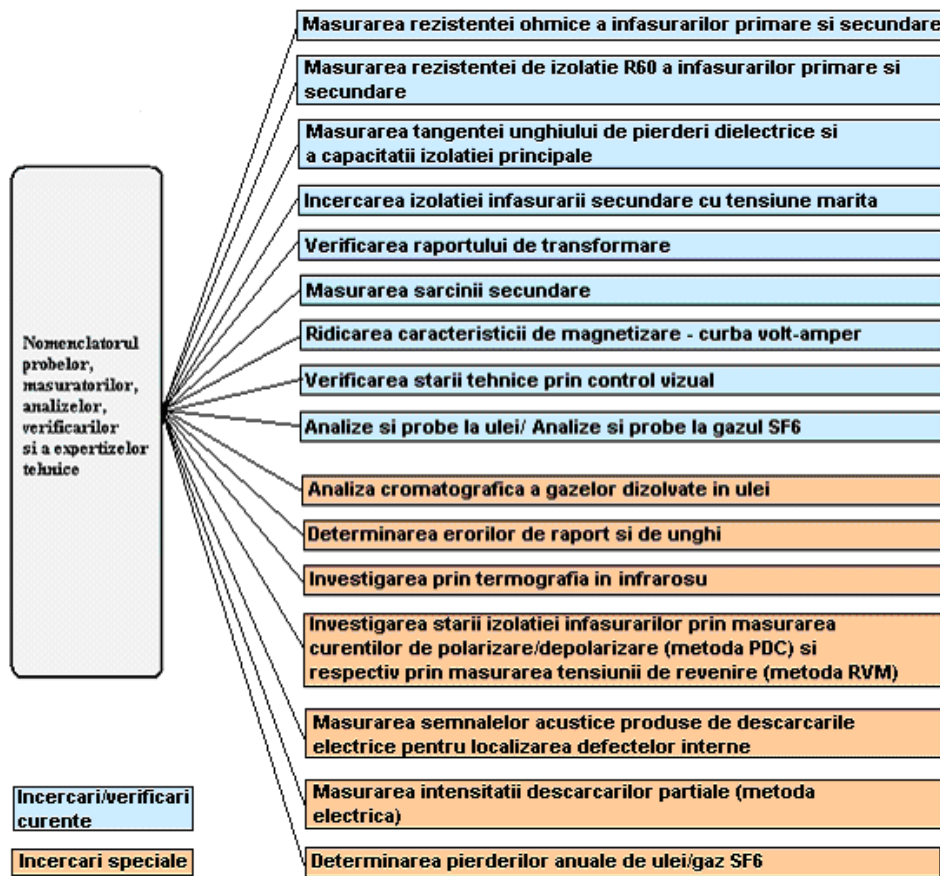 Masurarea rezistentei ohmice a infasurarilor primare si secundare
Masurarea rezistentei de izolatie R60 a infasurarilor primare si
secundare
Masurarea tangentei unghiului de pierderi dielectrice si
a capacitatii izolatiei principale
Incercarea izolatiei infasurarii secundare cu tensiune marita
Verificarea raportului de transformare
Masurarea sarcinii secundare
Ridicarea caracteristicii de magnetizare - curba volt-amper
Verificarea starii tehnice prin control vizual
Analize si probe la ulei/ Analize si probe la gazul SF6
Analiza cromatografica a gazelor dizolvate in ulei
Determinarea erorilor de raport si de unghi
Investigarea prin termografia in infrarosu
Investigarea starii izolatiei infasurarilor prin masurarea
curentilor de polarizare/depolarizare (metoda PDC) si
respectiv prin masurarea tensiunii de revenire (metoda RVM)
Masurarea semnalelor acustice produse de descarcarile
electrice pentru localizarea defectelor interne
Masurarea intensitatii descarcarilor partiale (metoda
electrica)
Determinarea pierderilor anuale de ulei/gaz SF6
Nomenclatorul
probelor,
masuratorilor,
analizelor,
verificarilor
si a expertizelor
tehnice
Incercari/verificari
curente
Incercari speciale